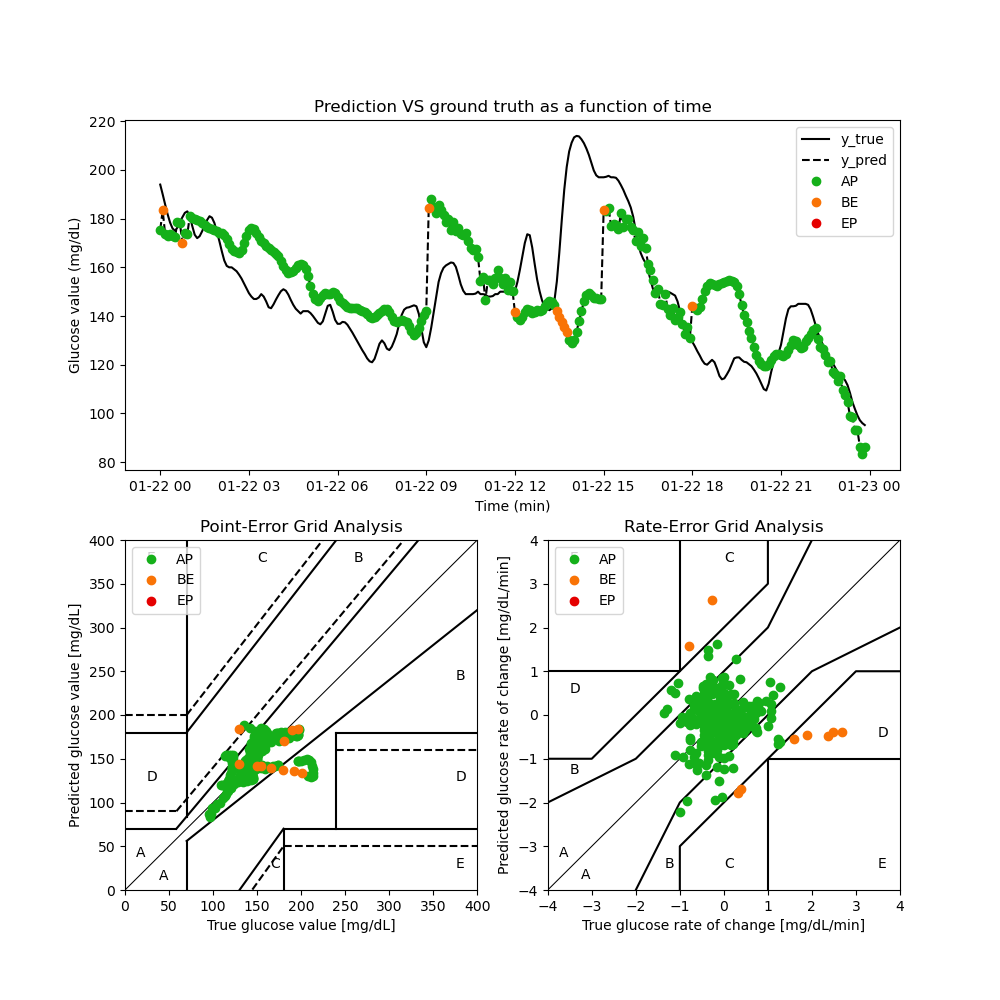 Prediction VS ground truth as a function of time
Glucose value (mg/dL)
220
200
180
160
140
120
100
80
y_true
y_pred
AP
BE
EP
01-22 00 01-22 03 01-22 06 01-22 09 01-22 12 01-22 15 01-22 18 01-22 21 01-23 00
Time (min)
Point-Error Grid Analysis
Predicted glucose value [mg/dL]
400
350
300
250
200
150
100
50
0
AP
BE
EP
C
B
B
D
D
A
A
C
E
0 50 100 150 200 250 300 350 400
True glucose value [mg/dL]
Rate-Error Grid Analysis
Predicted glucose rate of change [mg/dL/min]
4
3
2
1
0
−1
−2
−3
−4
AP
BE
EP
C
D
D
B
A
A
B
C
E
−4 −3 −2 −1 0 1 2 3 4
True glucose rate of change [mg/dL/min]